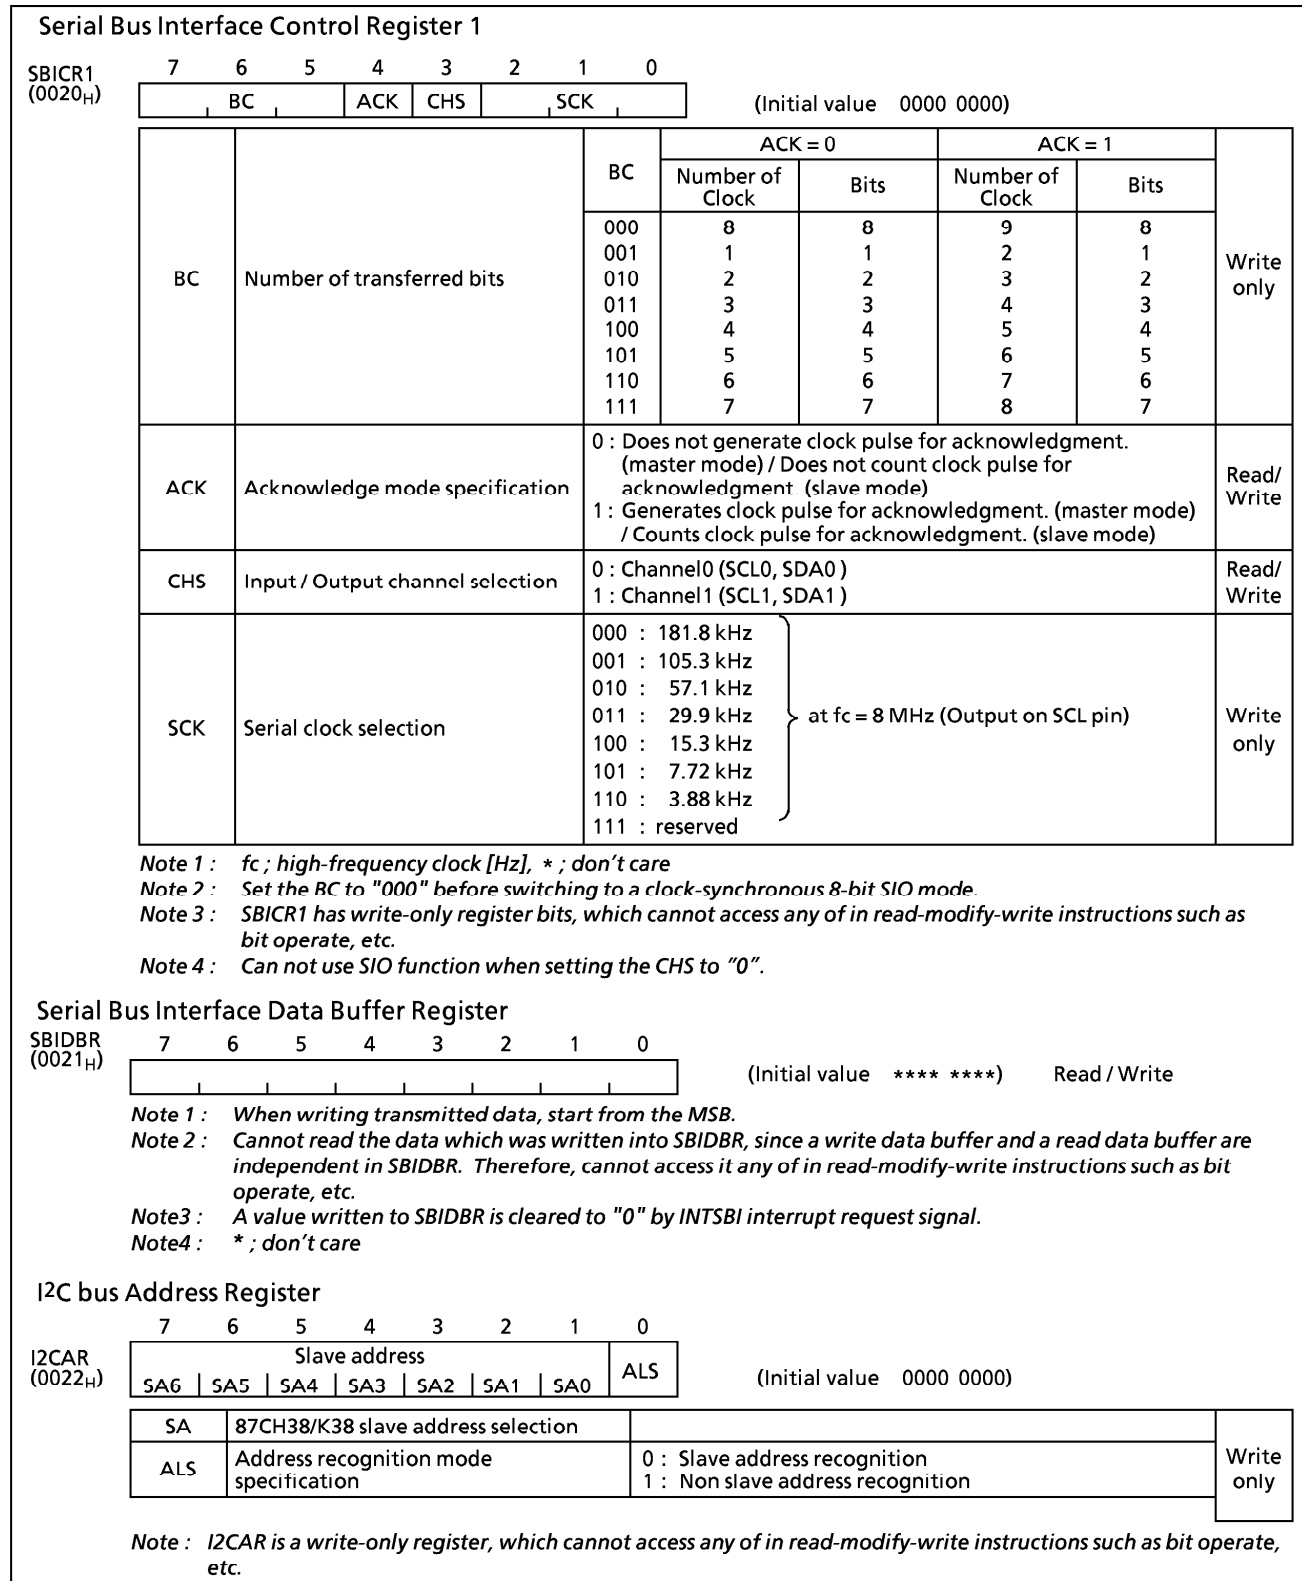 Serial Bus Interface Control Register 1
SBICR1
(0020H)
7 6 5 4 3 2 1 0
BC ACK CHS SCK
(Initial value 0000 0000)
BC Number of transferred bits
BC ACK = 0 ACK = 1
Number of Clock Bits Number of Clock Bits
000 8 8 9 8
001 1 1 2 1
010 2 2 3 2
011 3 3 4 3
100 4 4 5 4
101 5 5 6 5
110 6 6 7 6
111 7 7 8 7
Write
only
ACK Acknowledge mode specification
0 : Does not generate clock pulse for acknowledgment.
(master mode) / Does not count clock pulse for
acknowledgment. (slave mode)
1 : Generates clock pulse for acknowledgment. (master mode)
/ Counts clock pulse for acknowledgment. (slave mode)
Read/
Write
CHS Input / Output channel selection
0 : Channel0 (SCL0, SDA0 )
1 : Channel1 (SCL1, SDA1 )
Read/
Write
SCK Serial clock selection
000 : 181.8 kHz
001 : 105.3 kHz
010 : 57.1 kHz
011 : 29.9 kHz
100 : 15.3 kHz
101 : 7.72 kHz
110 : 3.88 kHz
111 : reserved
at fc = 8 MHz (Output on SCL pin)
Write
only
Note 1 : fc ; high-frequency clock [Hz], * ; don't care
Note 2 : Set the BC to "000" before switching to a clock-synchronous 8-bit SIO mode.
Note 3 : SBICR1 has write-only register bits, which cannot access any of in read-modify-write instructions such as
bit operate, etc.
Note 4 : Can not use SIO function when setting the CHS to "0".
Serial Bus Interface Data Buffer Register
SBIDBR
(0021H)
7 6 5 4 3 2 1 0
(Initial value **** ****) Read / Write
Note 1 : When writing transmitted data, start from the MSB.
Note 2 : Cannot read the data which was written into SBIDBR, since a write data buffer and a read data buffer are
independent in SBIDBR. Therefore, cannot access it any of in read-modify-write instructions such as bit
operate, etc.
Note3 : A value written to SBIDBR is cleared to "0" by INTSBI interrupt request signal.
Note4 : * ; don't care
I2C bus Address Register
7 6 5 4 3 2 1 0
I2CAR
(0022H)
Slave address
SA6 SA5 SA4 SA3 SA2 SA1 SA0 ALS
(Initial value 0000 0000)
SA 87CH38/K38 slave address selection
ALS Address recognition mode
specification
0 : Slave address recognition
1 : Non slave address recognition
Write
only
Note : I2CAR is a write-only register, which cannot access any of in read-modify-write instructions such as bit operate,
etc.